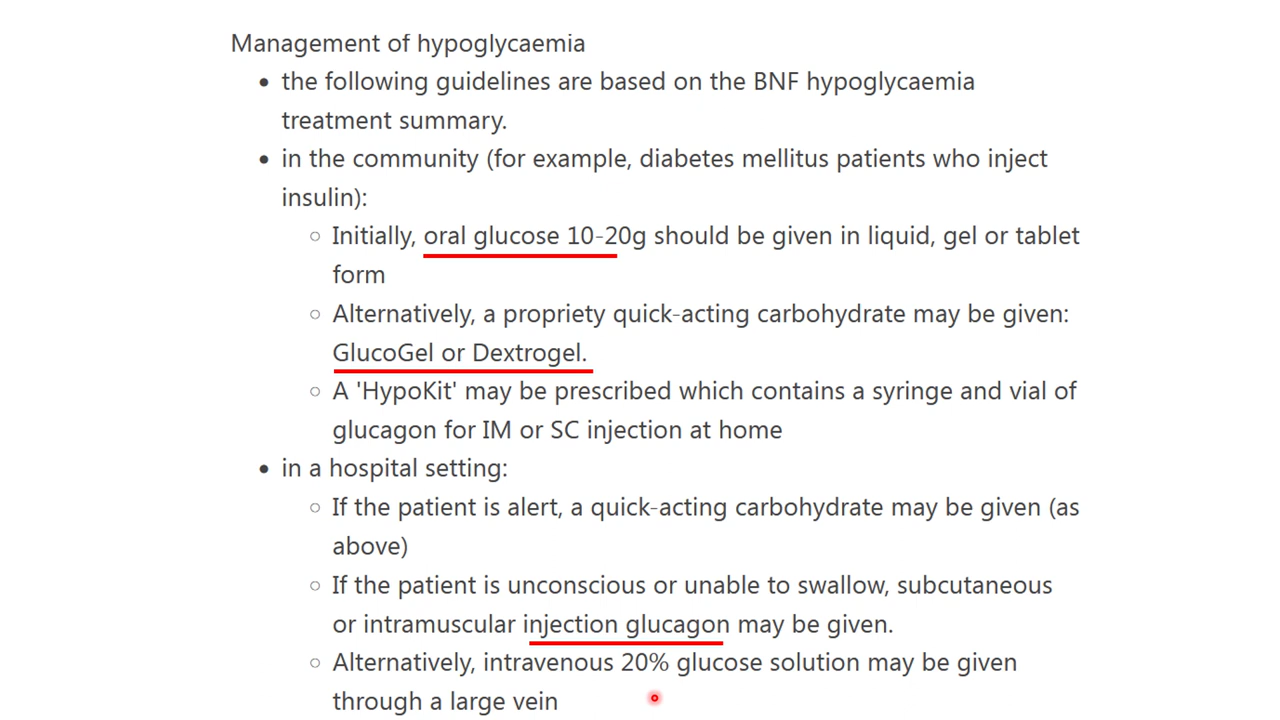 Management of hypoglycaemia
• the following guidelines are based on the BNF hypoglycaemia
treatment summary.
• in the community (for example, diabetes mellitus patients who inject
insulin):
○ Initially, oral glucose 10-20g should be given in liquid, gel or tablet
form
○ Alternatively, a propriety quick-acting carbohydrate may be given:
GlucoGel or Dextrogel.
○ A 'HypoKit' may be prescribed which contains a syringe and vial of
glucagon for IM or SC injection at home
• in a hospital setting:
○ If the patient is alert, a quick-acting carbohydrate may be given (as
above)
○ If the patient is unconscious or unable to swallow, subcutaneous
or intramuscular injection glucagon may be given.
○ Alternatively, intravenous 20% glucose solution may be given
through a large vein